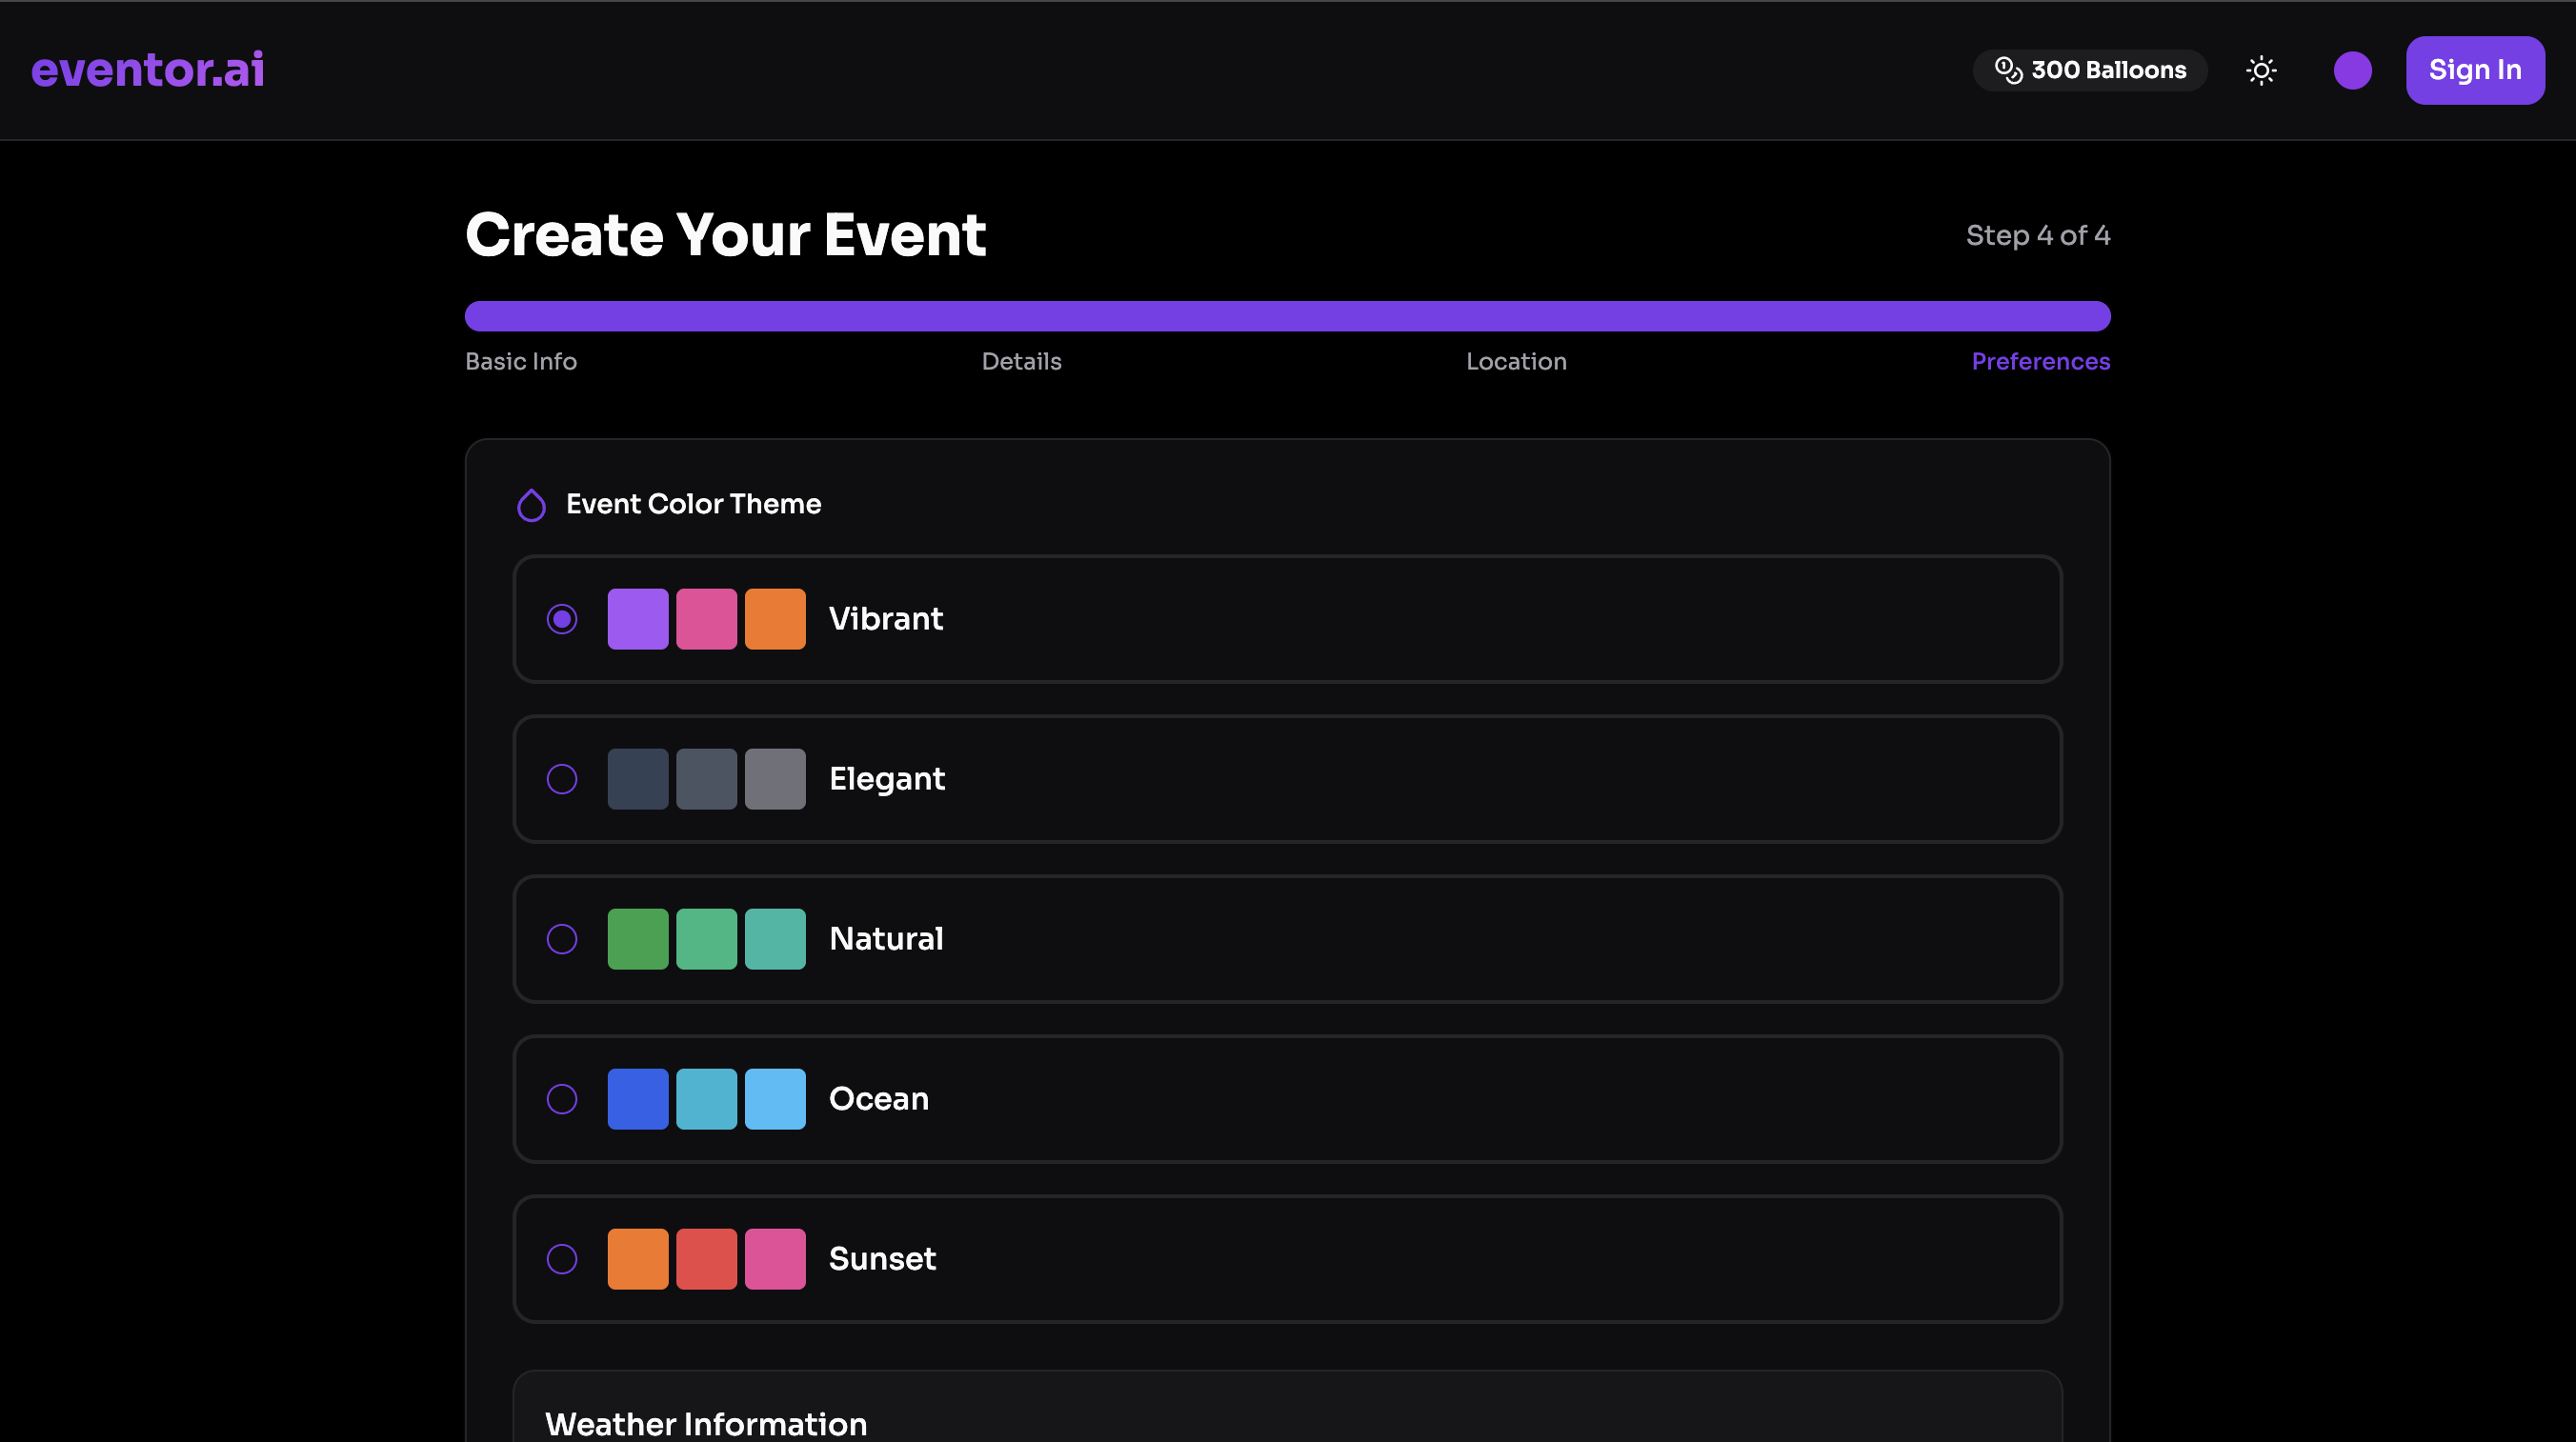 eventor.ai
300 Balloons
Sign In
Create Your Event
Step 4 of 4
Basic Info
Details
Location
Preferences
Event Color Theme
Vibrant
Elegant
Natural
Ocean
Sunset
Weather Information